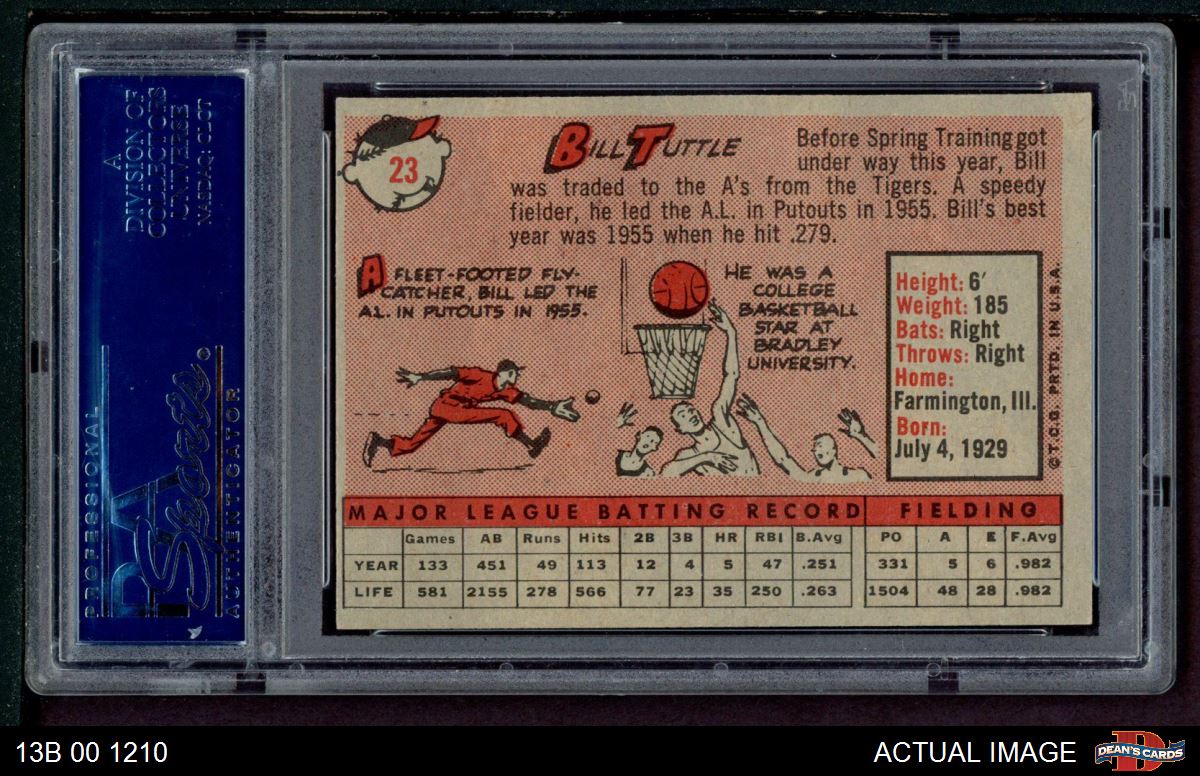 A
DIVISION OF
COLLECTORS
UNIVERSE
NASDAQ: CLCT
PROFESSIONAL
PSA
Sports
AUTHENTICATOR
23
BILL TUTTLE
Before Spring Training got
under way this year, Bill
was traded to the A's from the Tigers. A speedy
fielder, he led the A.L. in Putouts in 1955. Bill's best
year was 1955 when he hit .279.
A FLEET-FOOTED FLY-
CATCHER, BILL LED THE
A.L. IN PUTOUTS IN 1955.
HE WAS A
COLLEGE
BASKETBALL
STAR AT
BRADLEY
UNIVERSITY.
Height: 6'
Weight: 185
Bats: Right
Throws: Right
Home:
Farmington, Ill.
Born:
July 4, 1929
© T.C.G. PRTD. IN U.S.A.
MAJOR LEAGUE BATTING RECORD FIELDING
Games AB Runs Hits 2B 3B HR RBI B.Avg PO A E F.Avg
YEAR 133 451 49 113 12 4 5 47 .251 331 5 6 .982
LIFE 581 2155 278 566 77 23 35 250 .263 1504 48 28 .982
13B 00 1210
ACTUAL IMAGE
DEAN'S CARDS